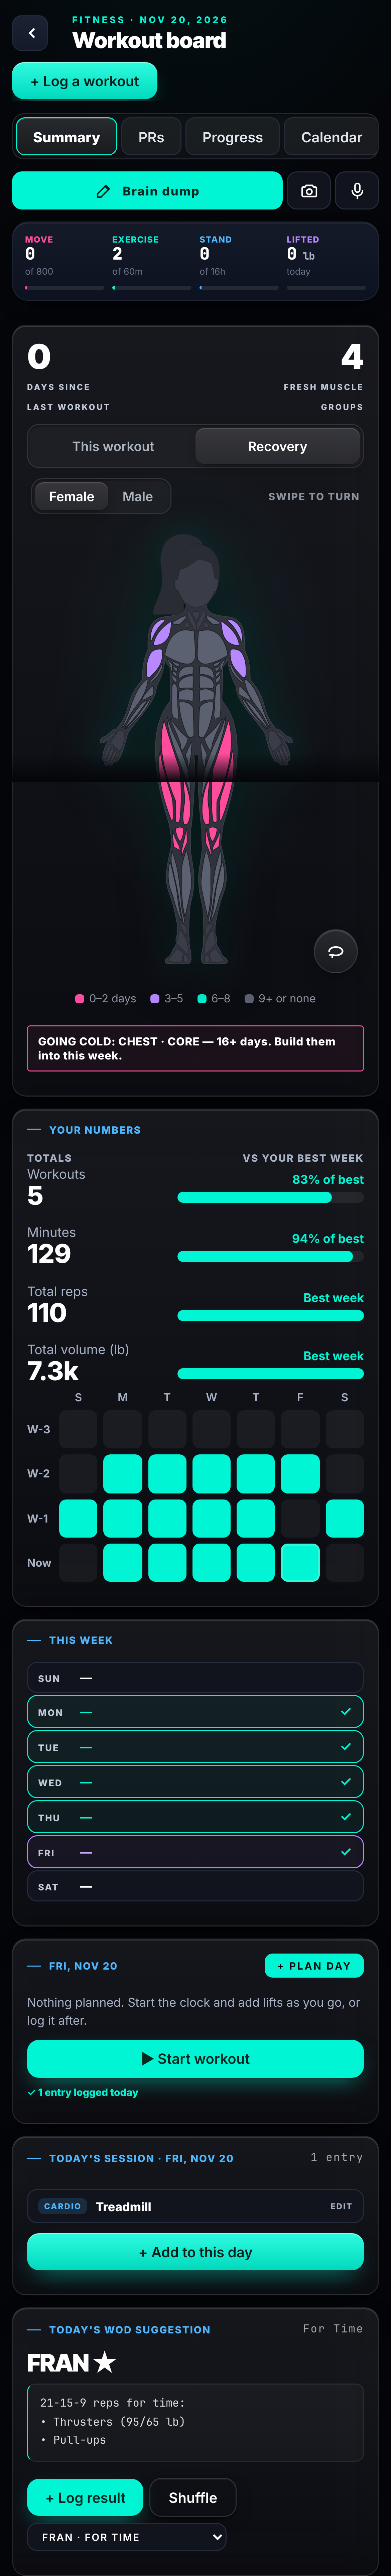 FITNESS · NOV 20, 2026
Workout board
+ Log a workout
Summary PRs Progress Calendar
Brain dump
MOVE EXERCISE STAND LIFTED
0 2 0 0 lb
of 800 of 60m of 16h today
0 4
DAYS SINCE FRESH MUSCLE
LAST WORKOUT GROUPS
This workout Recovery
Female Male SWIPE TO TURN
0–2 days 3–5 6–8 9+ or none
GOING COLD: CHEST · CORE — 16+ days. Build them
into this week.
— YOUR NUMBERS
TOTALS VS YOUR BEST WEEK
Workouts 83% of best
5
Minutes 94% of best
129
Total reps Best week
110
Total volume (lb) Best week
7.3k
S M T W T F S
W-3
W-2
W-1
Now
— THIS WEEK
SUN —
MON — ✓
TUE — ✓
WED — ✓
THU — ✓
FRI — ✓
SAT —
— FRI, NOV 20 + PLAN DAY
Nothing planned. Start the clock and add lifts as you go, or
log it after.
▶ Start workout
✓ 1 entry logged today
— TODAY'S SESSION · FRI, NOV 20 1 entry
CARDIO Treadmill EDIT
+ Add to this day
— TODAY'S WOD SUGGESTION For Time
FRAN ★
21-15-9 reps for time:
• Thrusters (95/65 lb)
• Pull-ups
+ Log result Shuffle
FRAN · FOR TIME